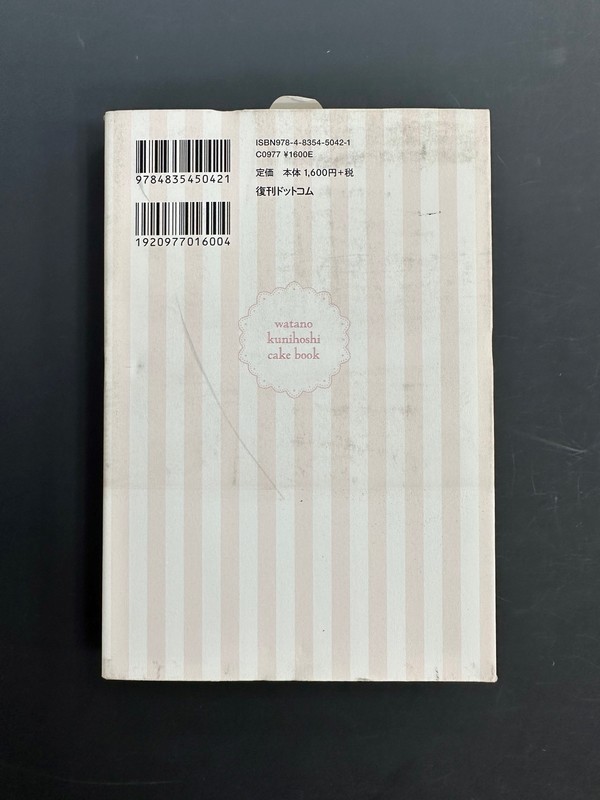 9784835450421
1920977016004
ISBN978-4-8354-5042-1
C0977 ¥1600E
定価 本体1,600円+税
復刊ドットコム
watano
kunihoshi
cake book